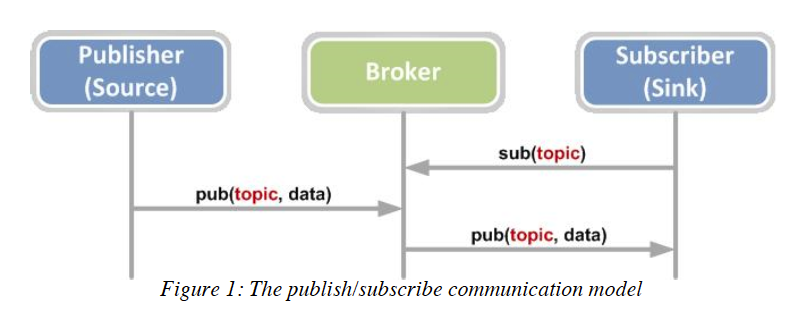 Publisher
(Source)
Broker
Subscriber
(Sink)
sub(topic)
pub(topic, data)
pub(topic, data)
Figure 1: The publish/subscribe communication model